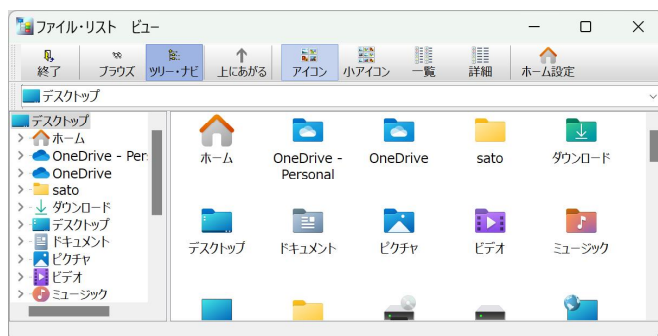 ファイル・リスト ビュー
終了 ブラウズ ツリー・ナビ 上にあがる アイコン 小アイコン 一覧 詳細 ホーム設定
デスクトップ
デスクトップ
ホーム
OneDrive - Per
OneDrive
sato
ダウンロード
デスクトップ
ドキュメント
ピクチャ
ビデオ
ミュージック
ホーム OneDrive - OneDrive sato ダウンロード
Personal
デスクトップ ドキュメント ピクチャ ビデオ ミュージック